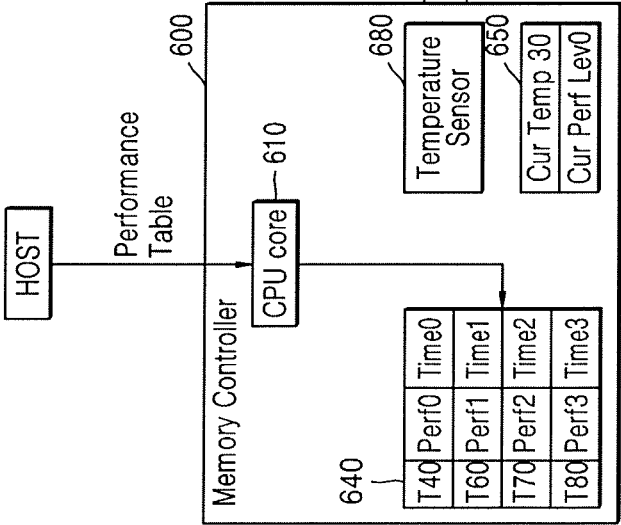 HOST
Performance
Table
600
Memory Controller
CPU core
610
680
Temperature
Sensor
650
Cur Temp 30
Cur Perf Lev0
640
T40 Perf0 Time0
T60 Perf1 Time1
T70 Perf2 Time2
T80 Perf3 Time3